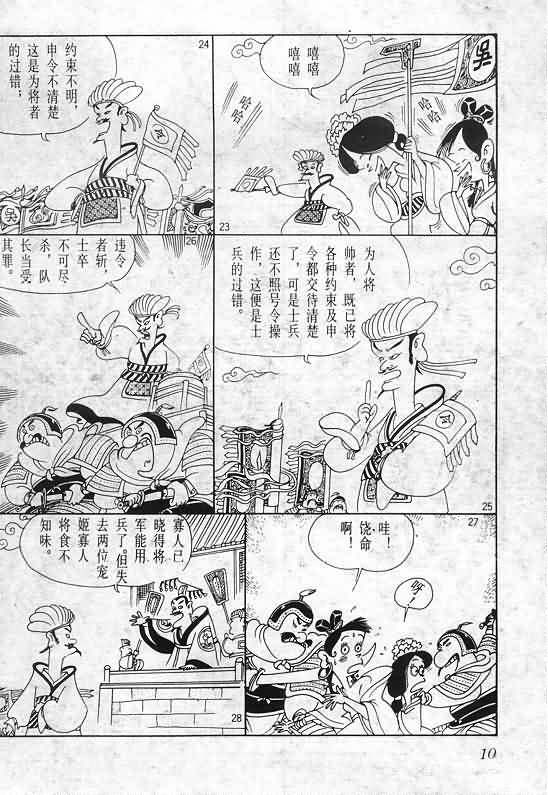 嘻嘻
嘻嘻
吳
哈哈
哈哈
23
24
约束不明，
申令不清楚
这是为将者
的过错；
吴
25
为人将
帅者，既已将
各种约束及申
令都交待清楚
了，可是士兵
还不照号令操
作，这便是士
兵的过错。
26
违令
者斩，
士卒
不可尽
杀，队
长当受
其罪。
27
哇！
饶命
啊！
呀！
28
寡人已
晓得将
军能用
兵了。但失
去两位宠
姬寡人
将食不
知味。
10